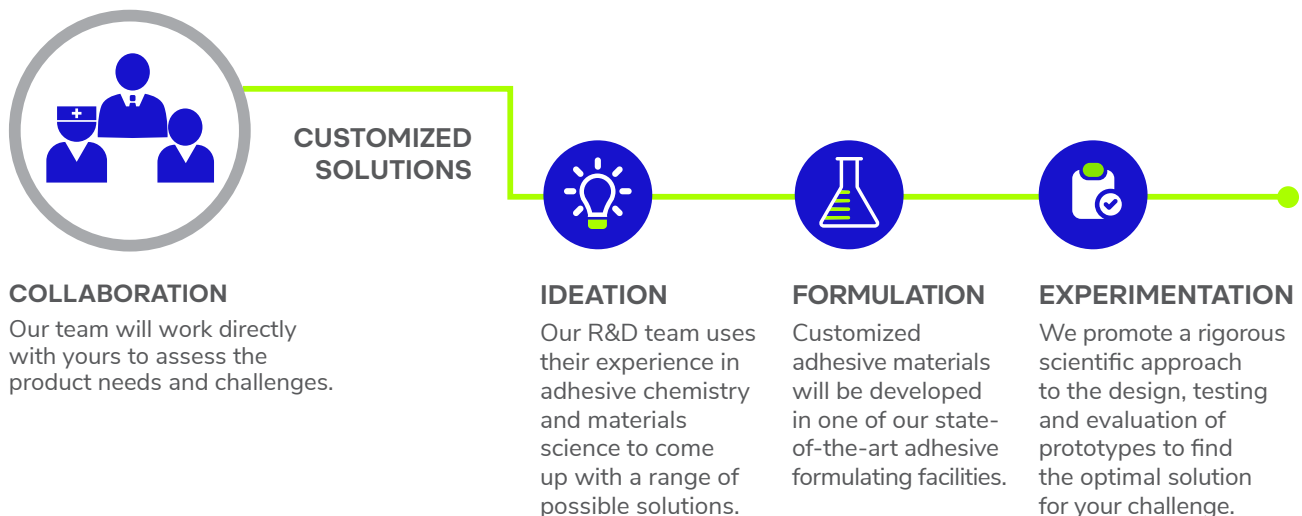 CUSTOMIZED
SOLUTIONS
COLLABORATION
Our team will work directly
with yours to assess the
product needs and challenges.
IDEATION
Our R&D team uses
their experience in
adhesive chemistry
and materials
science to come
up with a range of
possible solutions.
FORMULATION
Customized
adhesive materials
will be developed
in one of our state-
of-the-art adhesive
formulating facilities.
EXPERIMENTATION
We promote a rigorous
scientific approach
to the design, testing
and evaluation of
prototypes to find
the optimal solution
for your challenge.